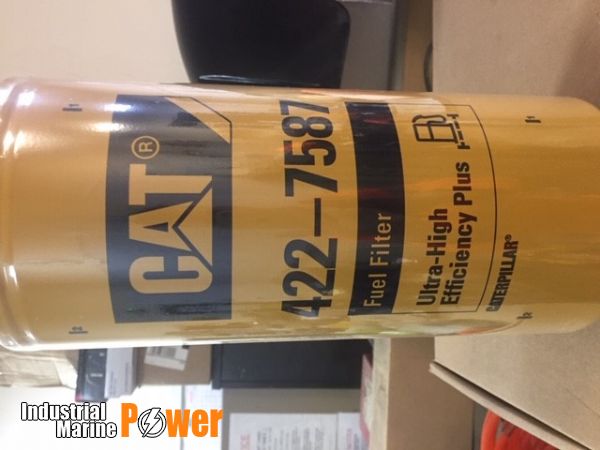 CAT®
422-7587
Fuel Filter
Ultra-High
Efficiency Plus
CATERPILLAR®
Industrial
Marine Power